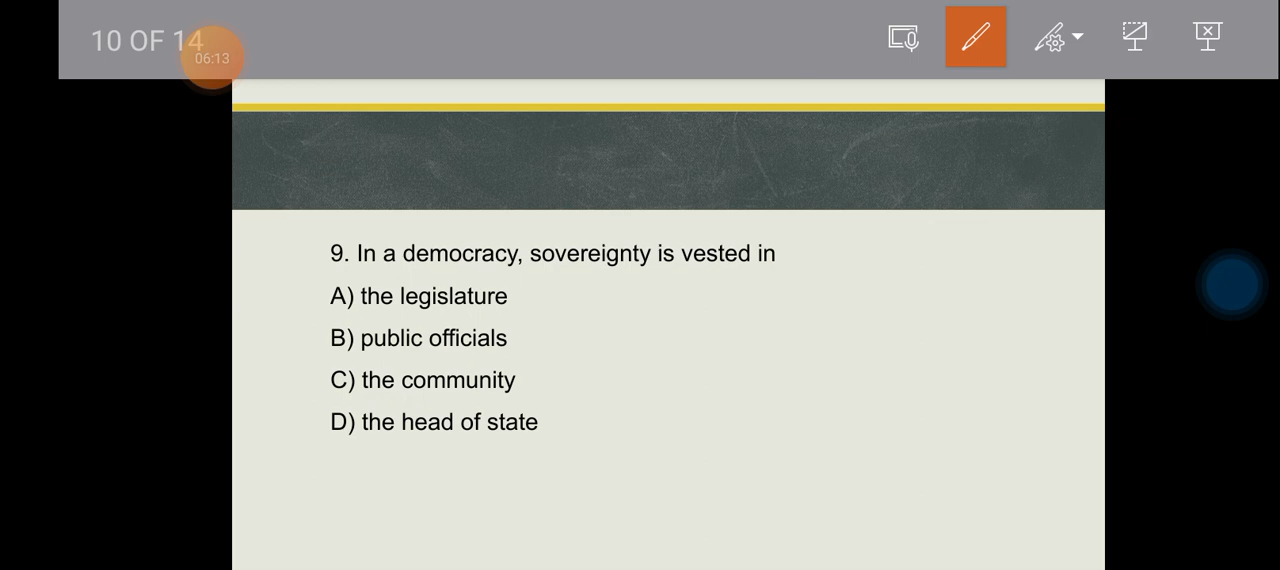 10 OF 14
06:13
9. In a democracy, sovereignty is vested in
A) the legislature
B) public officials
C) the community
D) the head of state